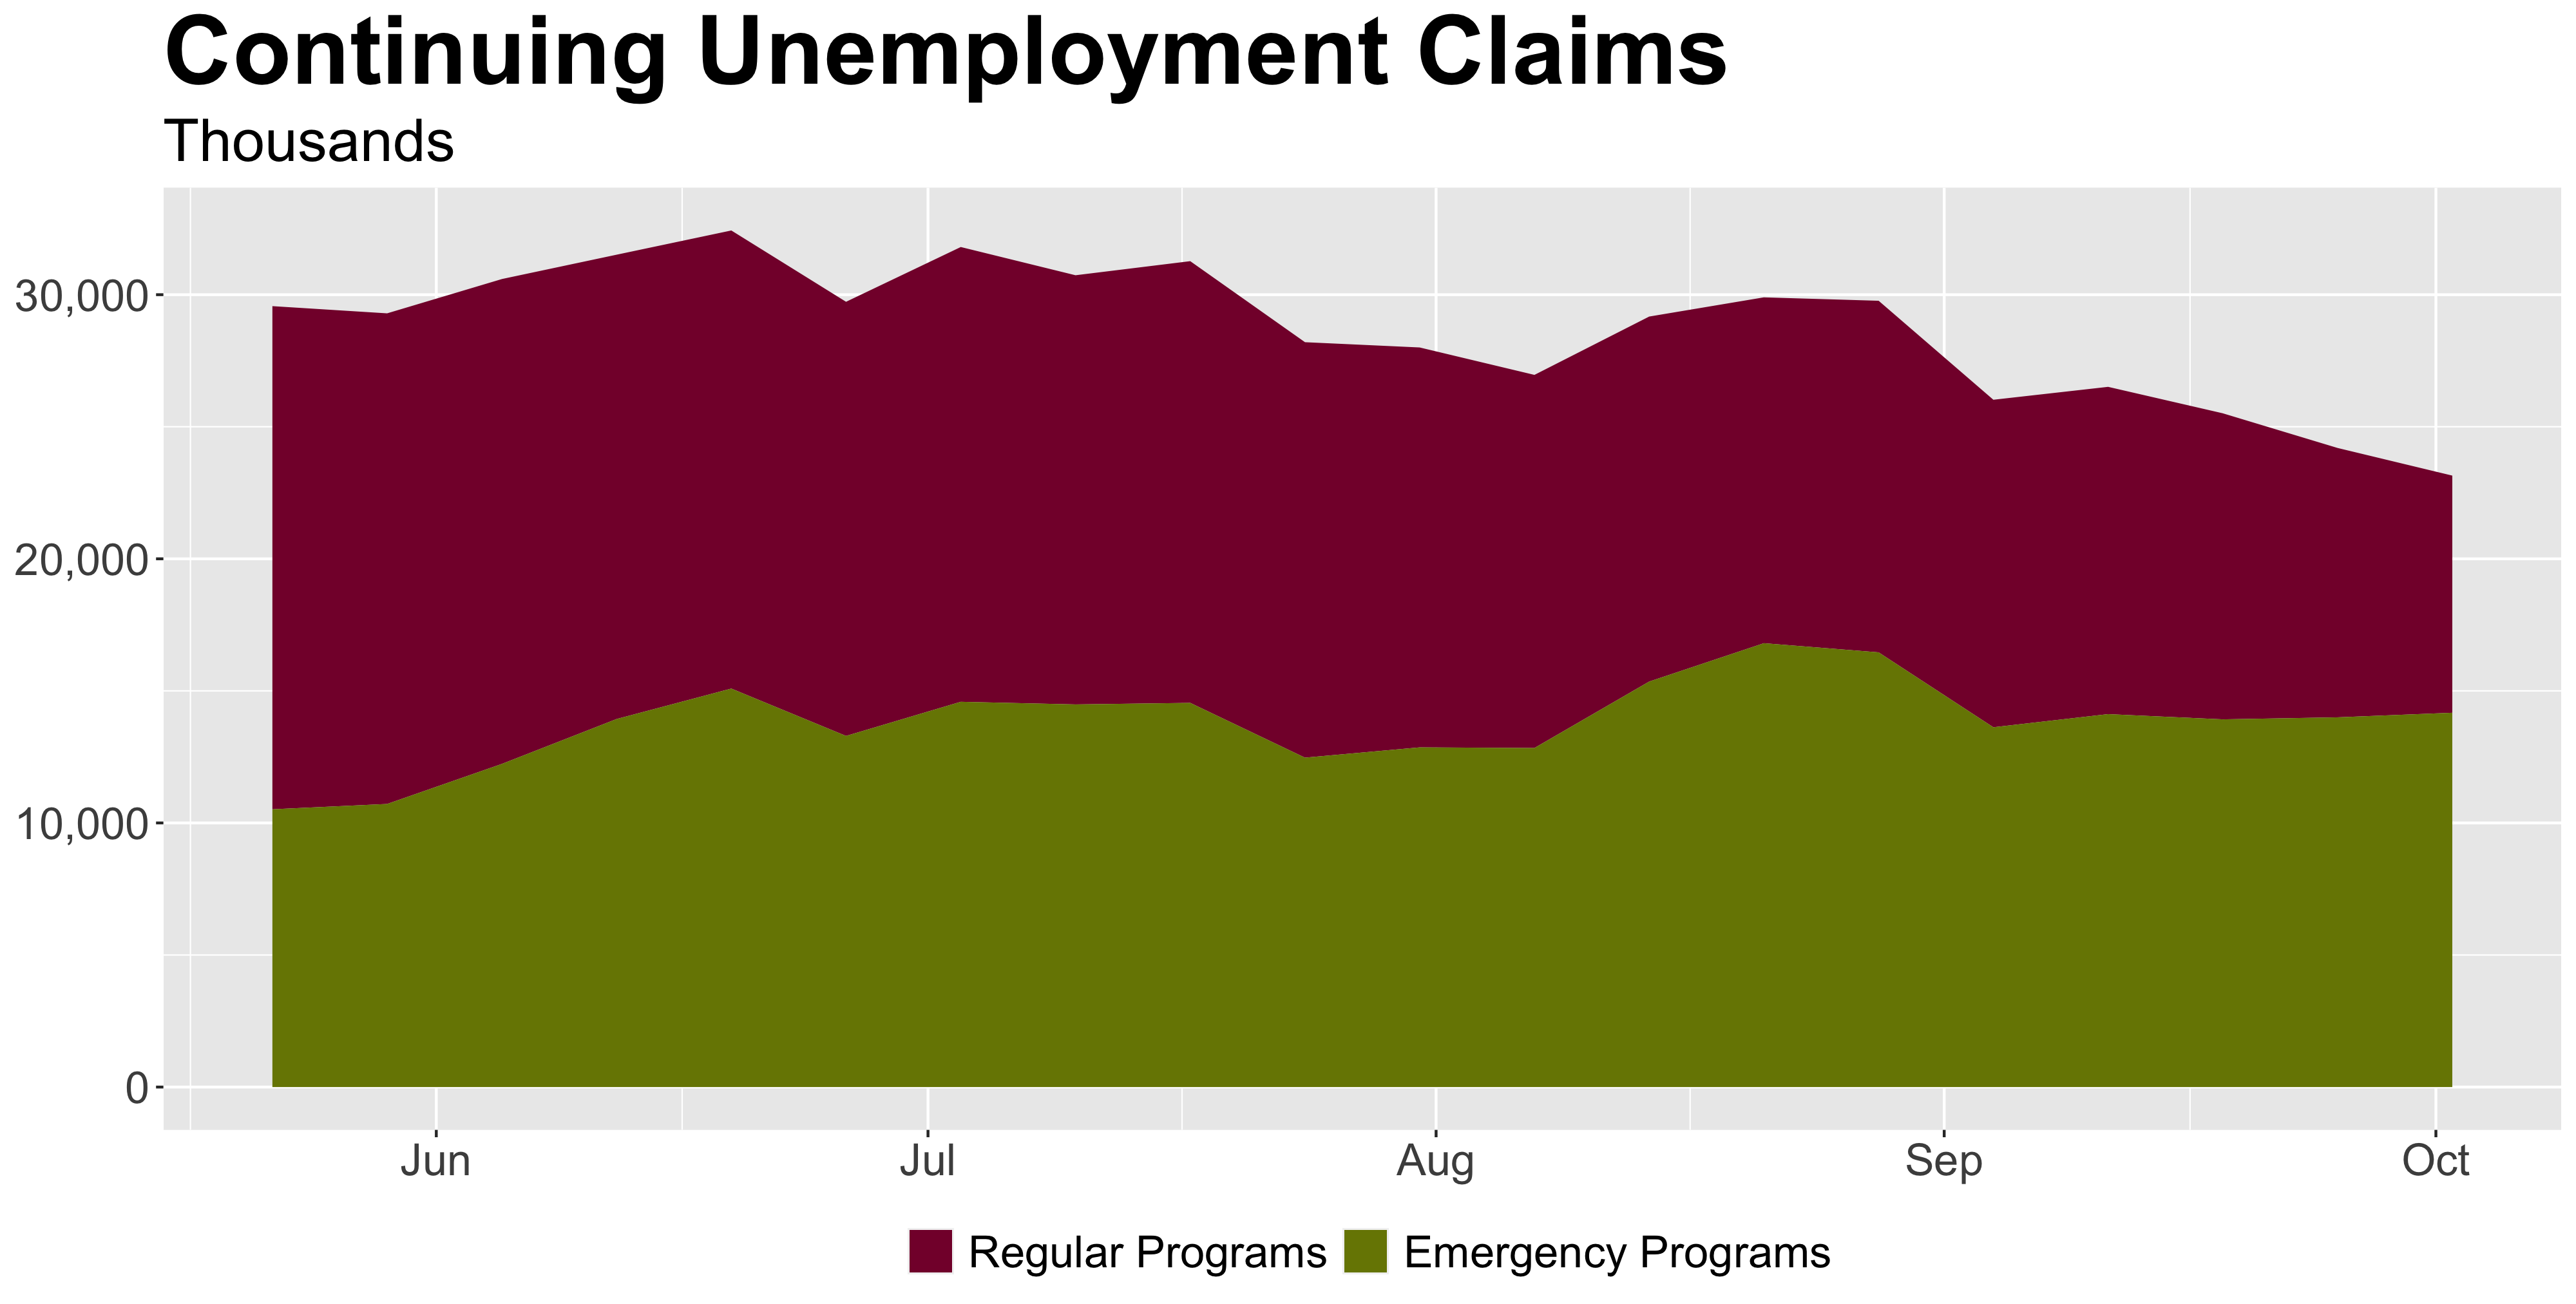 Continuing Unemployment Claims
Thousands
30,000
20,000
10,000
0
Jun Jul Aug Sep Oct
Regular Programs Emergency Programs